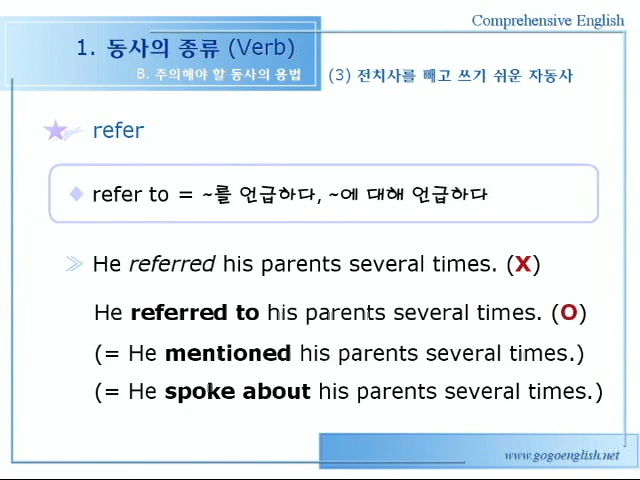 Comprehensive English
1. 동사의 종류 (Verb)
B. 주의해야 할 동사의 용법
(3) 전치사를 빼고 쓰기 쉬운 자동사
refer
refer to = ~를 언급하다, ~에 대해 언급하다
He referred his parents several times. (X)
He referred to his parents several times. (O)
(= He mentioned his parents several times.)
(= He spoke about his parents several times.)
www.gogoenglish.net